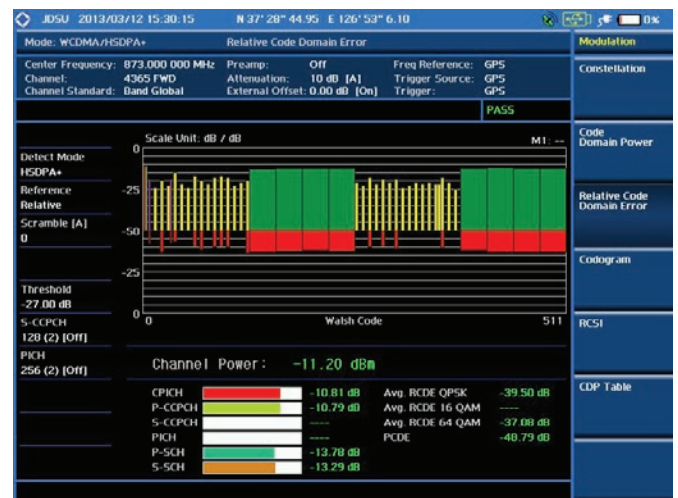 JDSU 2013/03/12 15:30:15 N 37° 28" 44.95 E 126° 53" 6.10 0%
Mode: WCDMA/HSDPA+ Relative Code Domain Error Modulation
Center Frequency: 873.000 000 MHz Preamp: Off Freq Reference: GPS
Channel: 4365 FWD Attenuation: 10 dB [A] Trigger Source: GPS
Channel Standard: Band Global External Offset: 0.00 dB [On] Trigger: GPS
Constellation
PASS
Scale Unit: dB / dB M1: --
Code
Domain Power
Detect Mode
HSDPA+
Reference
Relative
Scramble [A]
0
Threshold
-27.00 dB
S-CCPCH
128 (2) [Off]
PICH
256 (2) [Off]
0
-25
-50
-25
0
0 Walsh Code 511
Relative Code
Domain Error
Codogram
RCSI
CDP Table
Channel Power: -11.20 dBm
CPICH -10.81 dB Avg. RCDE QPSK -39.50 dB
P-CCPCH -10.79 dB Avg. RCDE 16 QAM ----
S-CCPCH ---- Avg. RCDE 64 QAM -37.08 dB
PICH ---- PCDE -48.79 dB
P-SCH -13.78 dB
S-SCH -13.29 dB